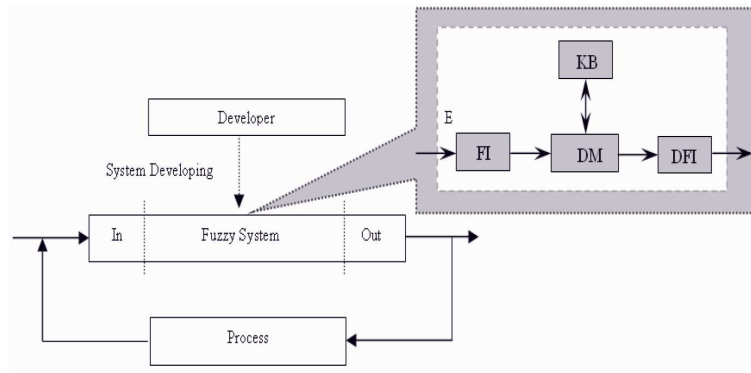 KB
Developer
E
FI
DM
DFI
System Developing
In
Fuzzy System
Out
Process